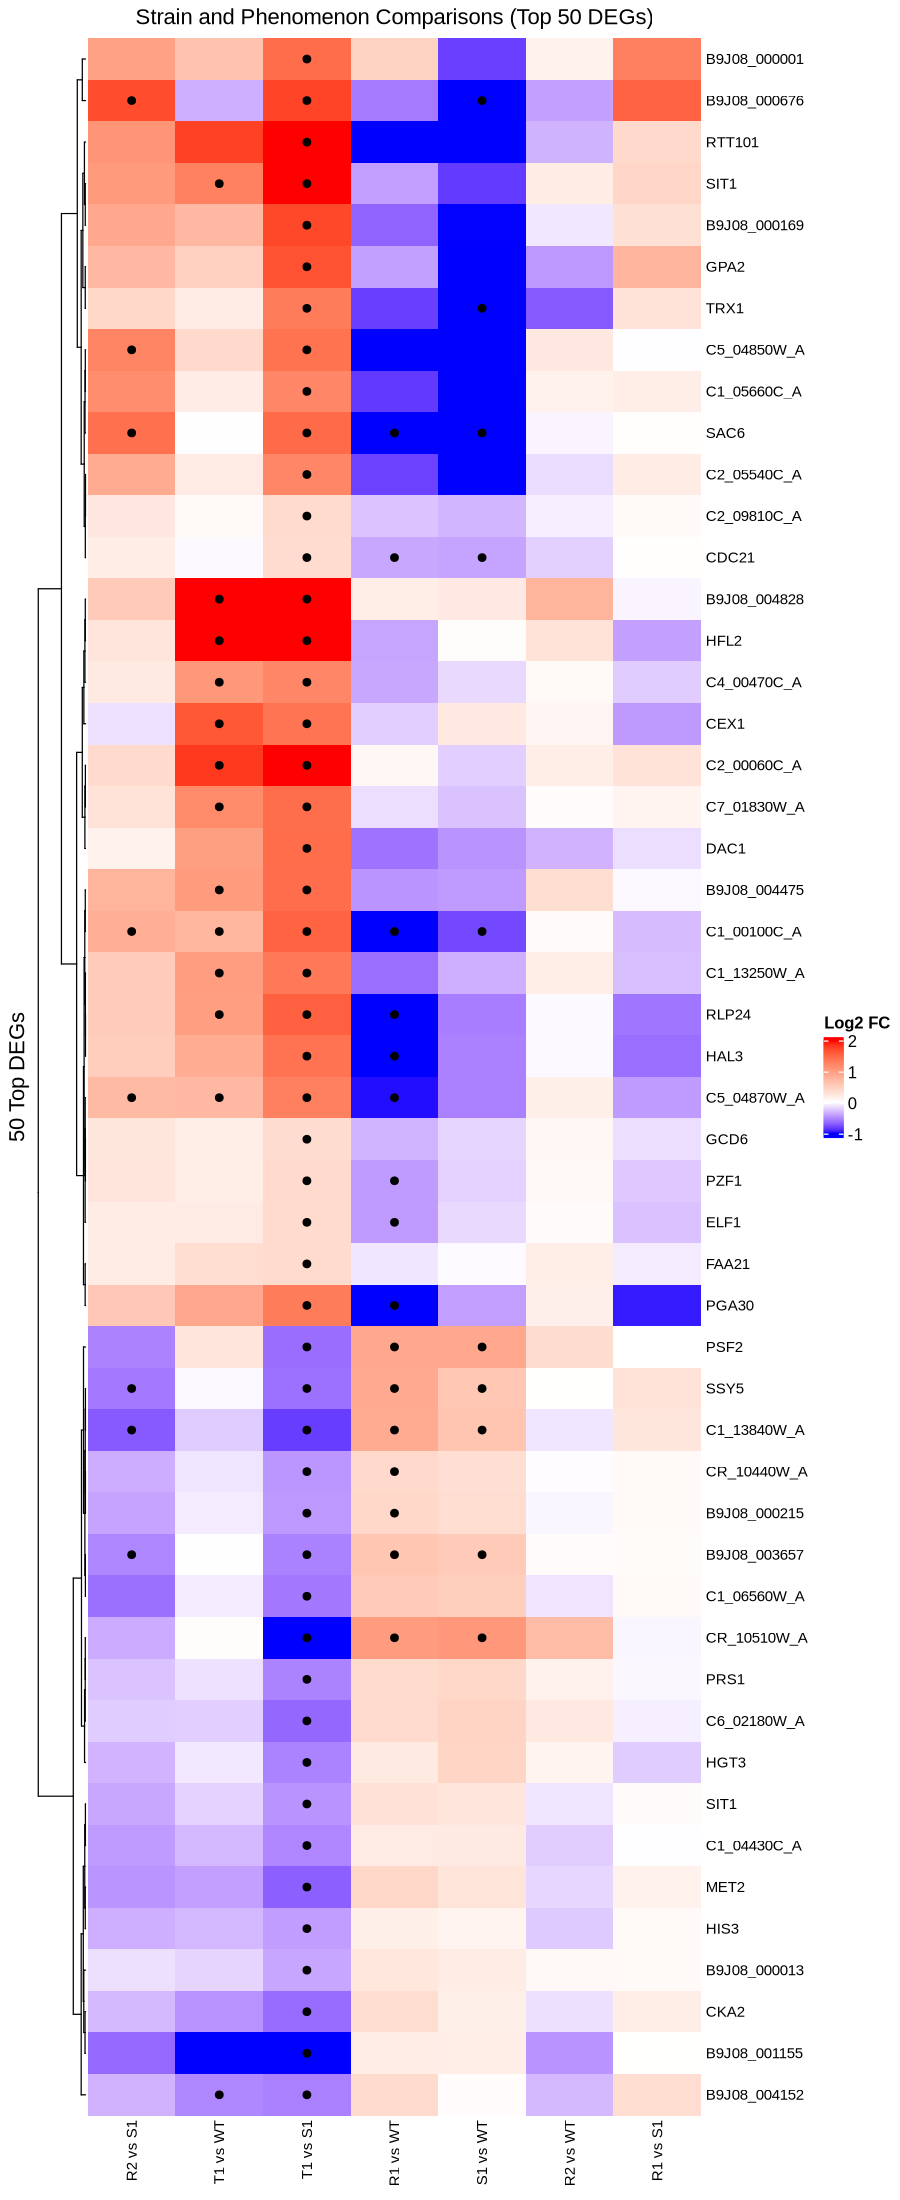 Strain and Phenomenon Comparisons (Top 50 DEGs)
B9J08_000001
B9J08_000676
RTT101
SIT1
B9J08_000169
GPA2
TRX1
C5_04850W_A
C1_05660C_A
SAC6
C2_05540C_A
C2_09810C_A
CDC21
B9J08_004828
HFL2
C4_00470C_A
CEX1
C2_00060C_A
C7_01830W_A
DAC1
B9J08_004475
C1_00100C_A
C1_13250W_A
RLP24
HAL3
C5_04870W_A
GCD6
PZF1
ELF1
FAA21
PGA30
PSF2
SSY5
C1_13840W_A
CR_10440W_A
B9J08_000215
B9J08_003657
C1_06560W_A
CR_10510W_A
PRS1
C6_02180W_A
HGT3
SIT1
C1_04430C_A
MET2
HIS3
B9J08_000013
CKA2
B9J08_001155
B9J08_004152
50 Top DEGs
Log2 FC
2
1
0
-1
R2 vs S1
T1 vs WT
T1 vs S1
R1 vs WT
S1 vs WT
R2 vs WT
R1 vs S1